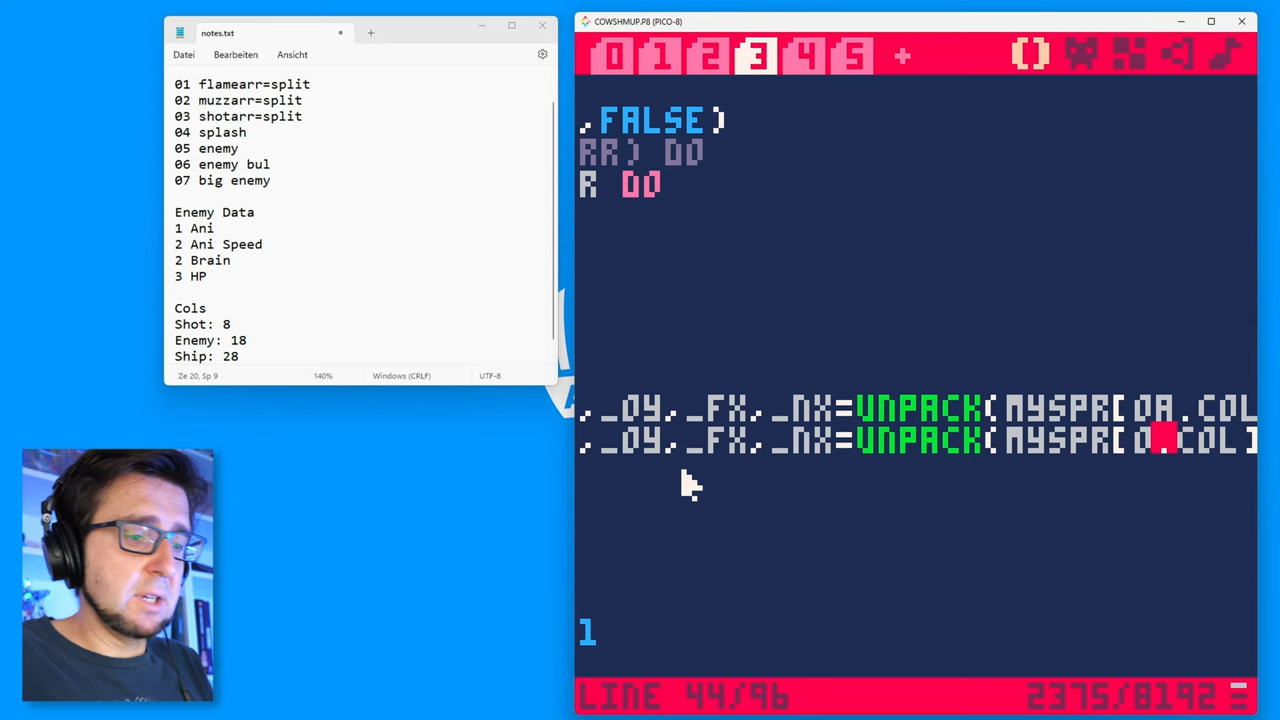 notes.txt
Datei Bearbeiten Ansicht
01 flamearr=split
02 muzzarr=split
03 shotarr=split
04 splash
05 enemy
06 enemy bul
07 big enemy
Enemy Data
1 Ani
2 Ani Speed
2 Brain
3 HP
Cols
Shot: 8
Enemy: 18
Ship: 28
Ze 20, Sp 9 140% Windows (CRLF) UTF-8
COWSHMUP.P8 (PICO-8)
0 1 2 3 4 5 +
,FALSE)
RR) DO
R DO
,_OY,_FX,_NX=UNPACK(MYSPR[OA.COL
,_OY,_FX,_NX=UNPACK(MYSPR[O.COL]
1
LINE 44/96 2375/8192